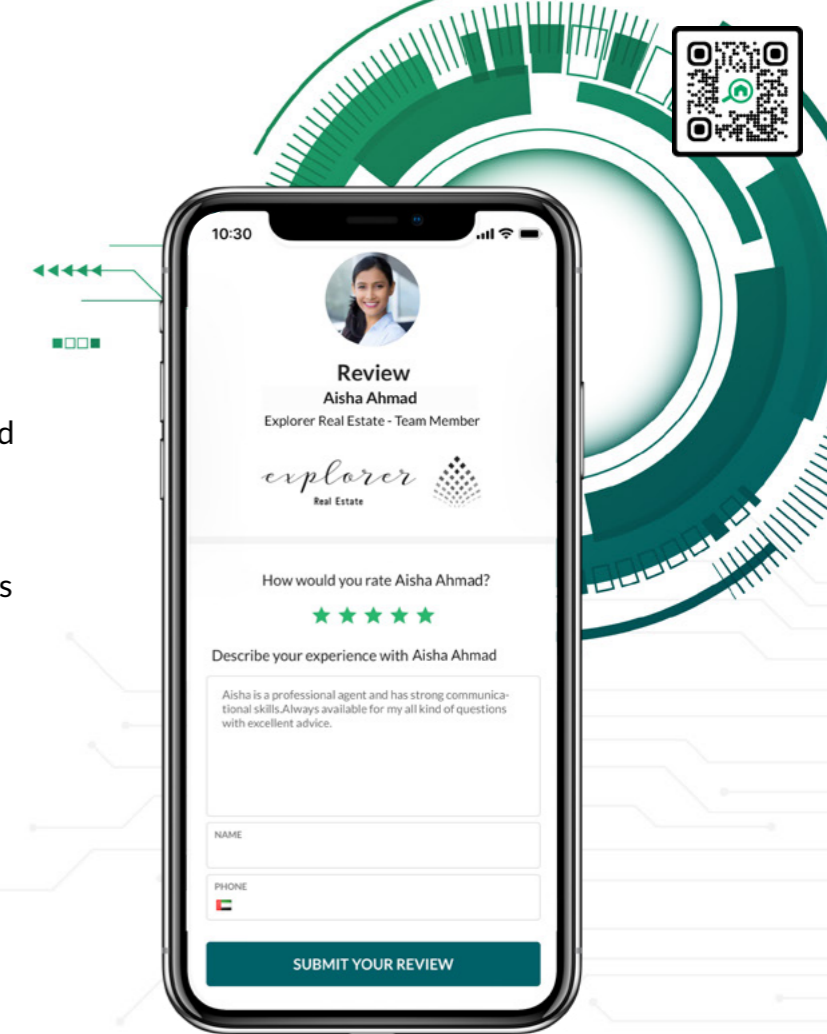 10:30
Review
Aisha Ahmad
Explorer Real Estate - Team Member
explorer
Real Estate
d
How would you rate Aisha Ahmad?
s
Describe your experience with Aisha Ahmad
Aisha is a professional agent and has strong communica-
tional skills.Always available for my all kind of questions
with excellent advice.
NAME
PHONE
SUBMIT YOUR REVIEW